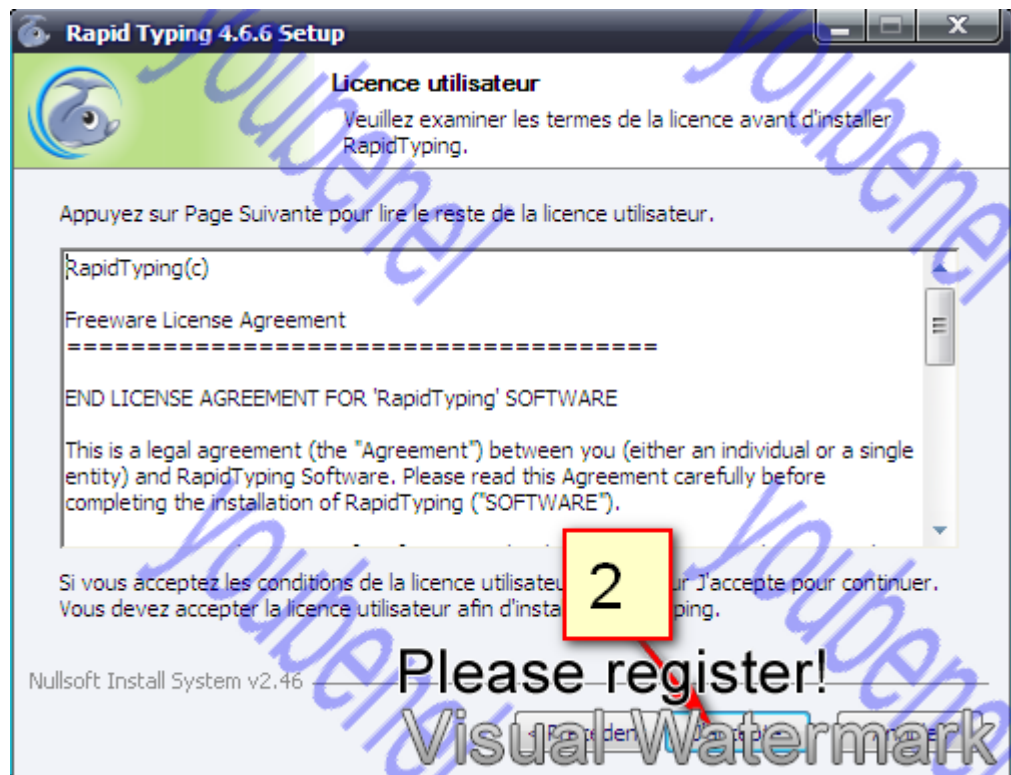 Rapid Typing 4.6.6 Setup
Licence utilisateur
Veuillez examiner les termes de la licence avant d'installer
RapidTyping.
Appuyez sur Page Suivante pour lire le reste de la licence utilisateur.
RapidTyping(c)
Freeware License Agreement
=====================================
END LICENSE AGREEMENT FOR 'RapidTyping' SOFTWARE
This is a legal agreement (the "Agreement") between you (either an individual or a single
entity) and RapidTyping Software. Please read this Agreement carefully before
completing the installation of RapidTyping ("SOFTWARE").
Si vous acceptez les conditions de la licence utilisateu ur J'accepte pour continuer.
Vous devez accepter la licence utilisateur afin d'insta ping.
2
Nullsoft Install System v2.46
Please register!
Visual Watermark
youbenel
youbenel
youbenel
youbenel